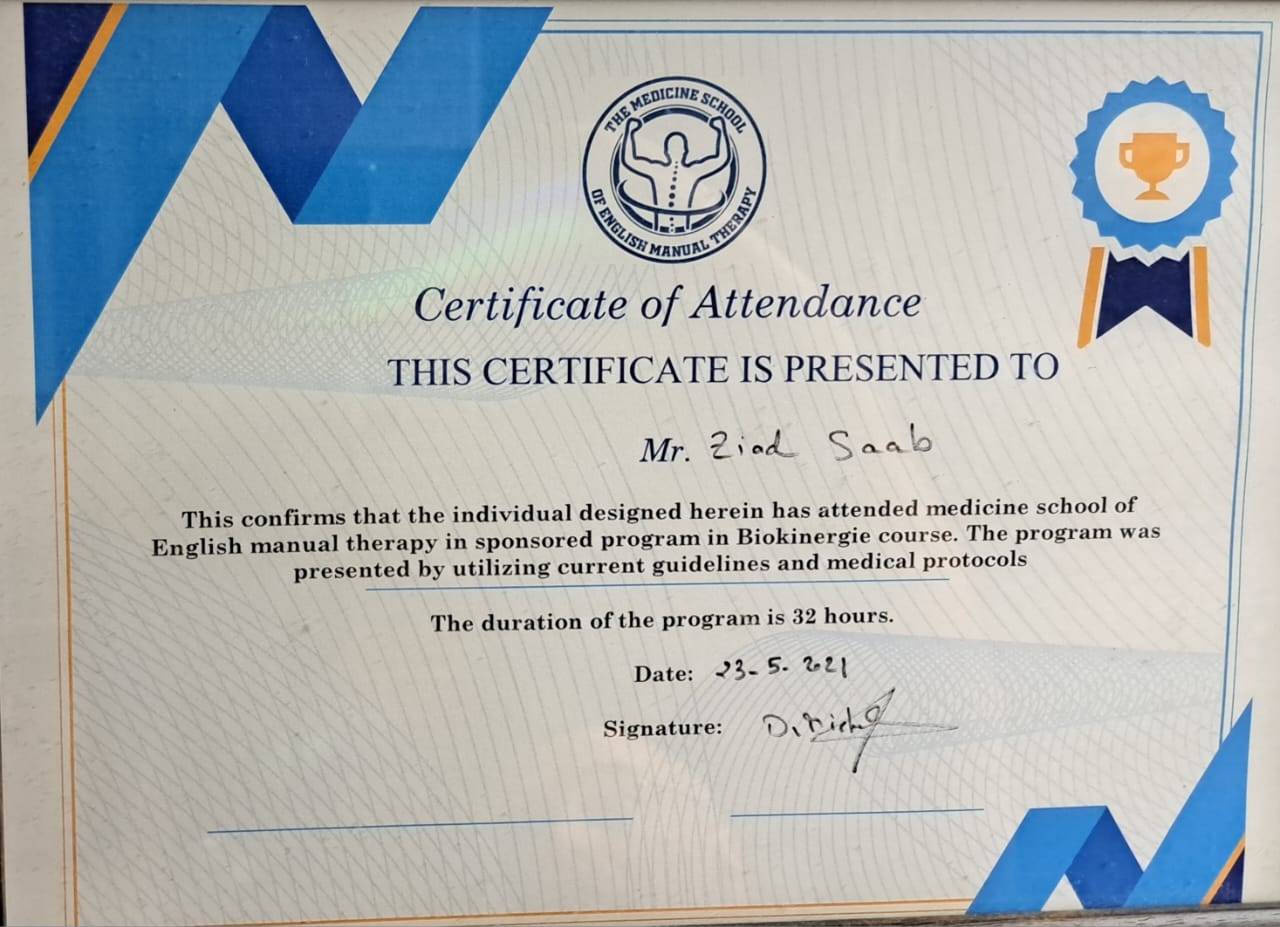 THE MEDICINE SCHOOL
OF ENGLISH MANUAL THERAPY
Certificate of Attendance
THIS CERTIFICATE IS PRESENTED TO
Mr. Ziad Saab
This confirms that the individual designed herein has attended medicine school of
English manual therapy in sponsored program in Biokinergie course. The program was
presented by utilizing current guidelines and medical protocols
The duration of the program is 32 hours.
Date: 23-5-2021
Signature: